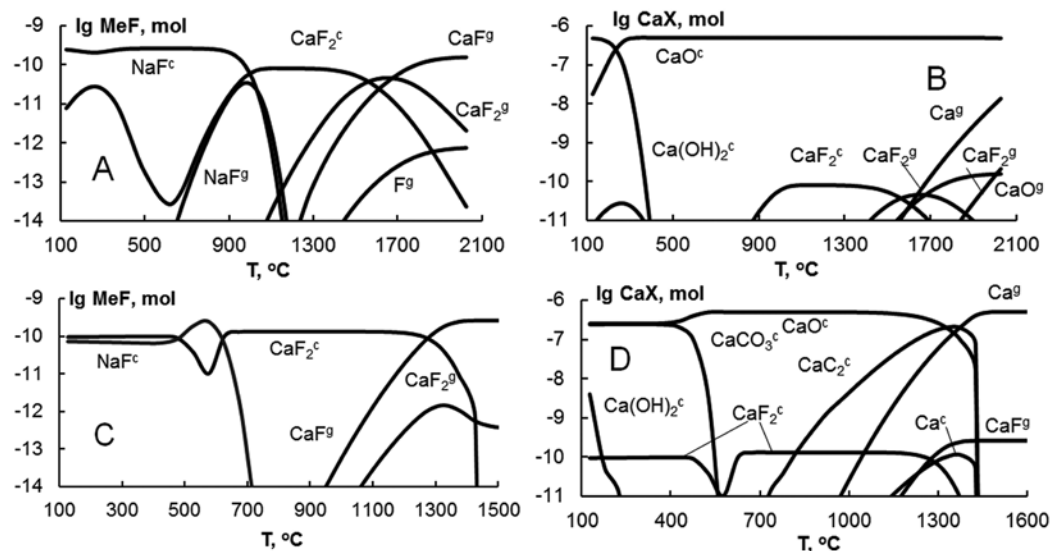 lg MeF, mol
-9
-10
-11
-12
-13
-14
NaFᶜ
CaF₂ᶜ
CaFᵍ
CaF₂ᵍ
NaFᵍ
Fᵍ
A
100 500 900 1300 1700 2100
T, °C
lg CaX, mol
-5
-6
-7
-8
-9
-10
-11
CaOᶜ
B
Caᵍ
Ca(OH)₂ᶜ
CaF₂ᶜ
CaF₂ᵍ
CaF₂ᵍ
CaOᵍ
100 500 900 1300 1700 2100
T, °C
lg MeF, mol
-9
-10
-11
-12
-13
-14
NaFᶜ
CaF₂ᶜ
CaF₂ᵍ
CaFᵍ
C
100 300 500 700 900 1100 1300 1500
T, °C
lg CaX, mol
-5
-6
-7
-8
-9
-10
-11
Caᵍ
CaOᶜ
CaCO₃ᶜ
D
CaC₂ᶜ
Ca(OH)₂ᶜ
CaF₂ᶜ
Caᶜ
CaFᵍ
100 400 700 1000 1300 1600
T, °C